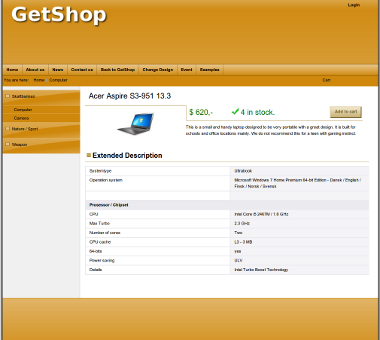 Login
GetShop
Home About us News Contact us Back to GetShop Change Design Event Examples
You are here: Home Computer Cart
Computer
Camera
Nature / Sport
Weapon
Acer Aspire S3-951 13.3
$ 620,- 4 in stock. Add to cart
This is a small and handy laptop designed to be very portable with a great design. It is built for
schools and office locations mainly. We do not recommend this for a teen with gaming instinct.
Extended Description
Systemtype Ultrabook
Operation system Microsoft Windows 7 Home Premium 64-bit Edition - Dansk / English /
Finsk / Norsk / Svensk
Processor / Chipset
CPU Intel Core i5 2467M / 1.6 GHz
Max Turbo 2.3 GHz
Number of cores Two
CPU cache L3 - 3 MB
64-bits
Power saving ULV
Details Intel Turbo Boost Technology